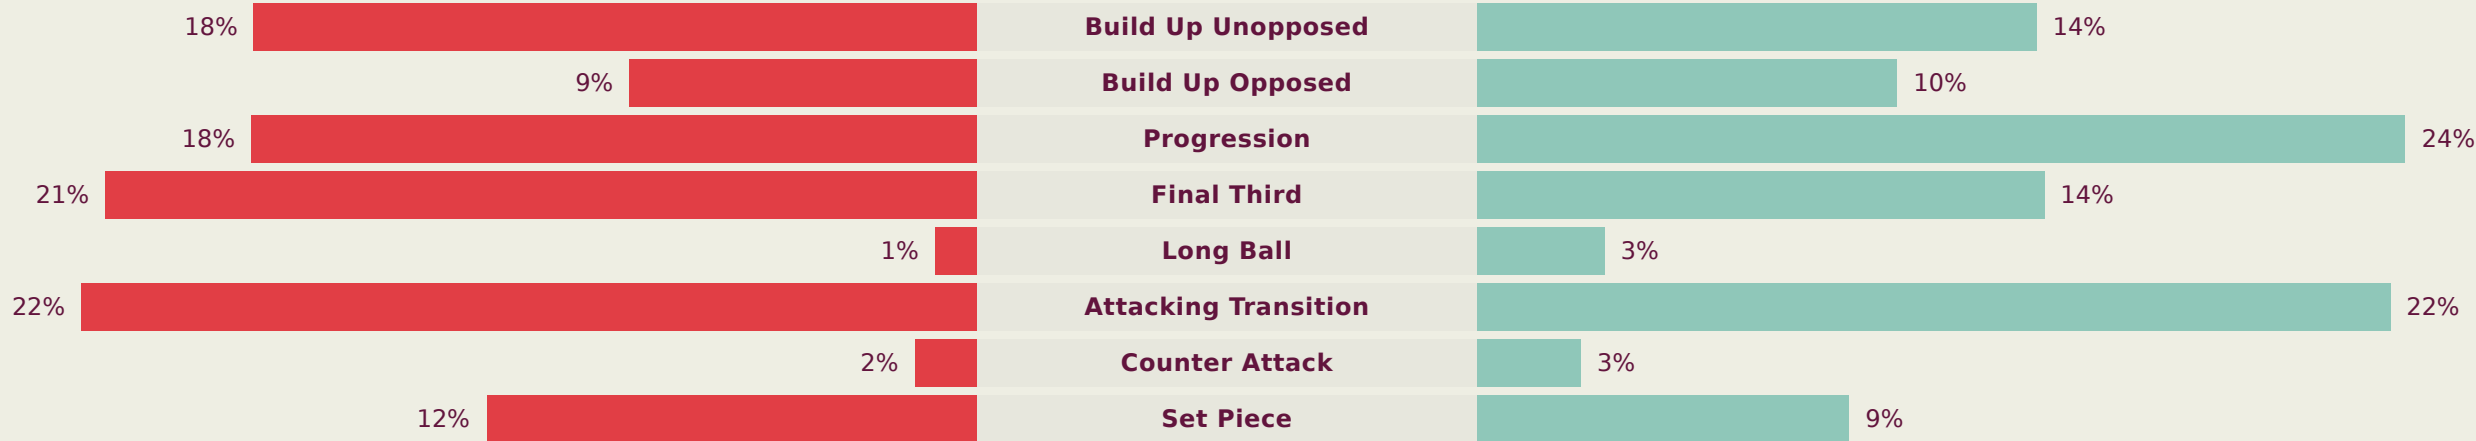 18% Build Up Unopposed 14%
9% Build Up Opposed 10%
18% Progression 24%
21% Final Third 14%
1% Long Ball 3%
22% Attacking Transition 22%
2% Counter Attack 3%
12% Set Piece 9%